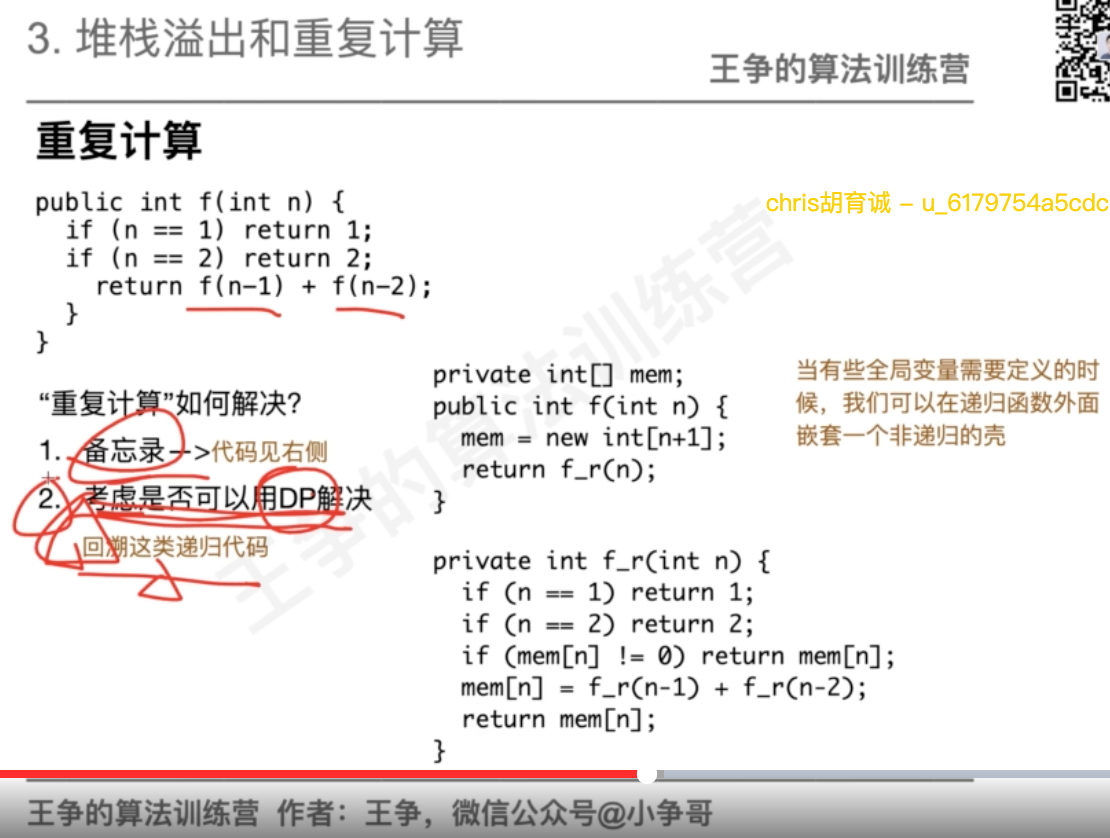 3. 堆栈溢出和重复计算
王争的算法训练营
重复计算
chris胡育诚 – u_6179754a5cdc
public int f(int n) {
  if (n == 1) return 1;
  if (n == 2) return 2;
    return f(n-1) + f(n-2);
  }
}
“重复计算”如何解决?
1. 备忘录-->代码见右侧
2. 考虑是否可以用DP解决
回溯这类递归代码
private int[] mem;
public int f(int n) {
  mem = new int[n+1];
  return f_r(n);
}
当有些全局变量需要定义的时
候，我们可以在递归函数外面
嵌套一个非递归的壳
private int f_r(int n) {
  if (n == 1) return 1;
  if (n == 2) return 2;
  if (mem[n] != 0) return mem[n];
  mem[n] = f_r(n-1) + f_r(n-2);
  return mem[n];
}
王争的算法训练营
王争的算法训练营 作者：王争，微信公众号@小争哥